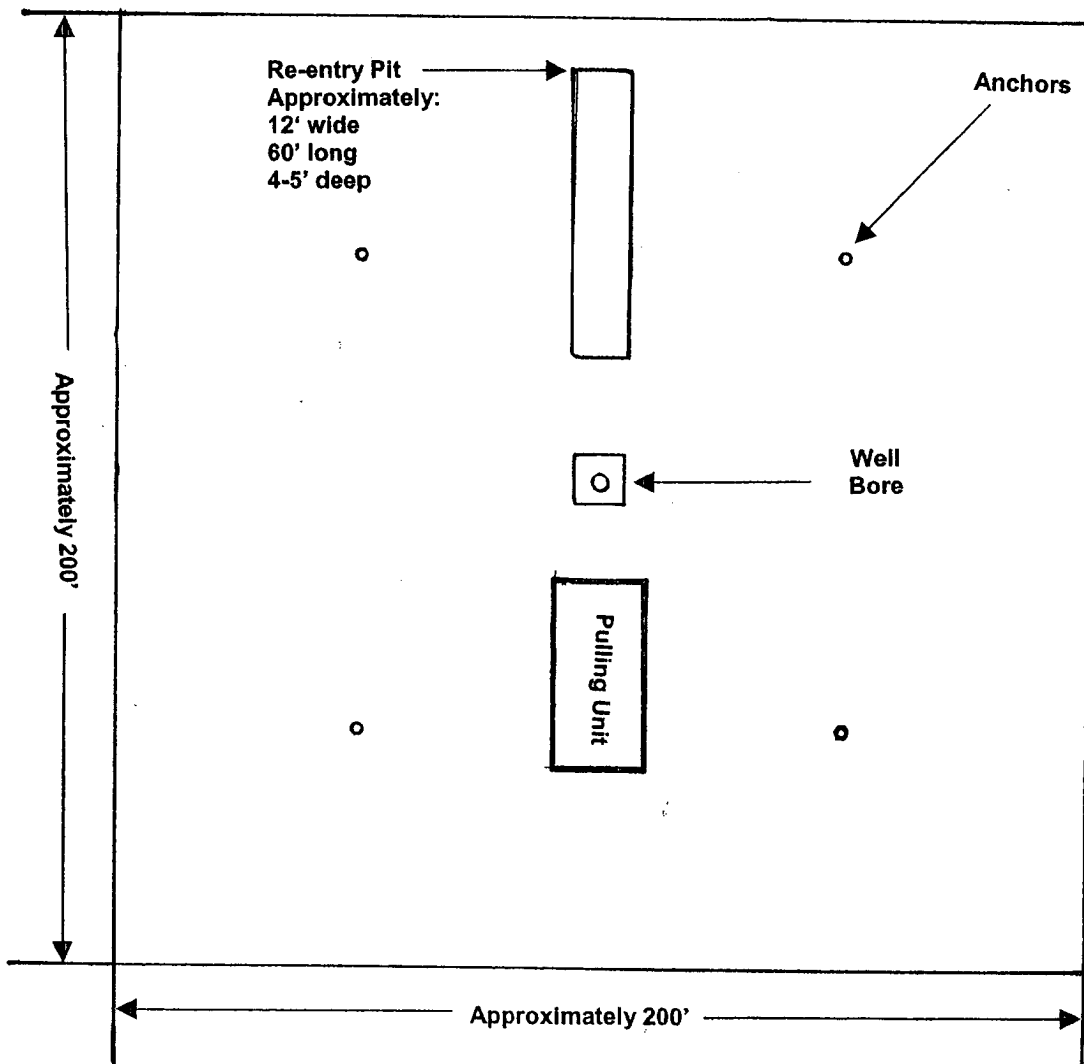 Re-entry Pit
Approximately:
12' wide
60' long
4-5' deep
Anchors
Approximately 200'
Well
Bore
Pulling Unit
Approximately 200'